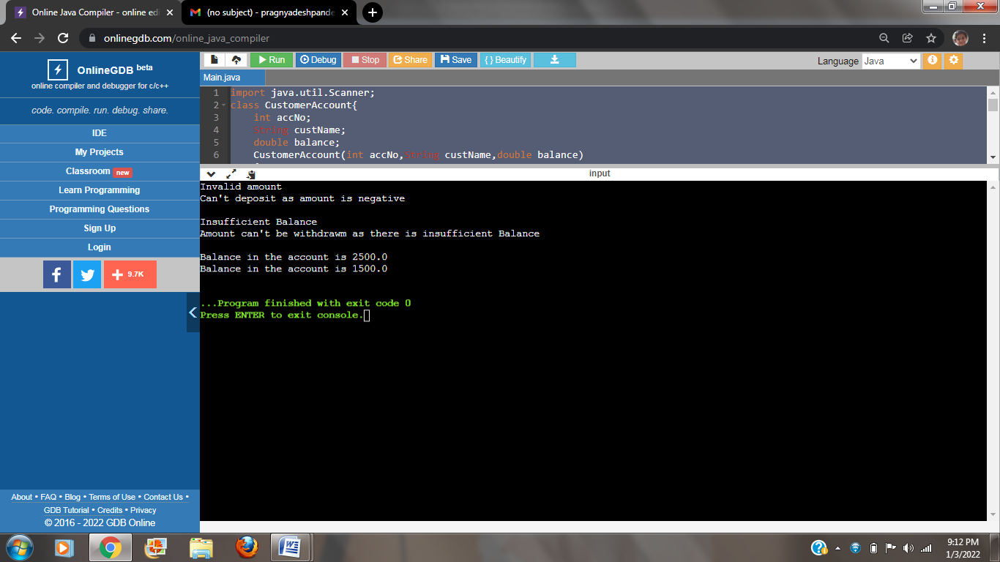 Online Java Compiler - online edi
(no subject) - pragnyadeshpande
onlinegdb.com/online_java_compiler
OnlineGDB beta
online compiler and debugger for c/c++
code. compile. run. debug. share.
IDE
My Projects
Classroom new
Learn Programming
Programming Questions
Sign Up
Login
9.7K
About • FAQ • Blog • Terms of Use • Contact Us •
GDB Tutorial • Credits • Privacy
© 2016 - 2022 GDB Online
Run Debug Stop Share Save { } Beautify
Language Java
Main.java
1 import java.util.Scanner;
2 class CustomerAccount{
3 int accNo;
4 String custName;
5 double balance;
6 CustomerAccount(int accNo,String custName,double balance)
input
Invalid amount
Can't deposit as amount is negative
Insufficient Balance
Amount can't be withdrawm as there is insufficient Balance
Balance in the account is 2500.0
Balance in the account is 1500.0
...Program finished with exit code 0
Press ENTER to exit console.
9:12 PM
1/3/2022